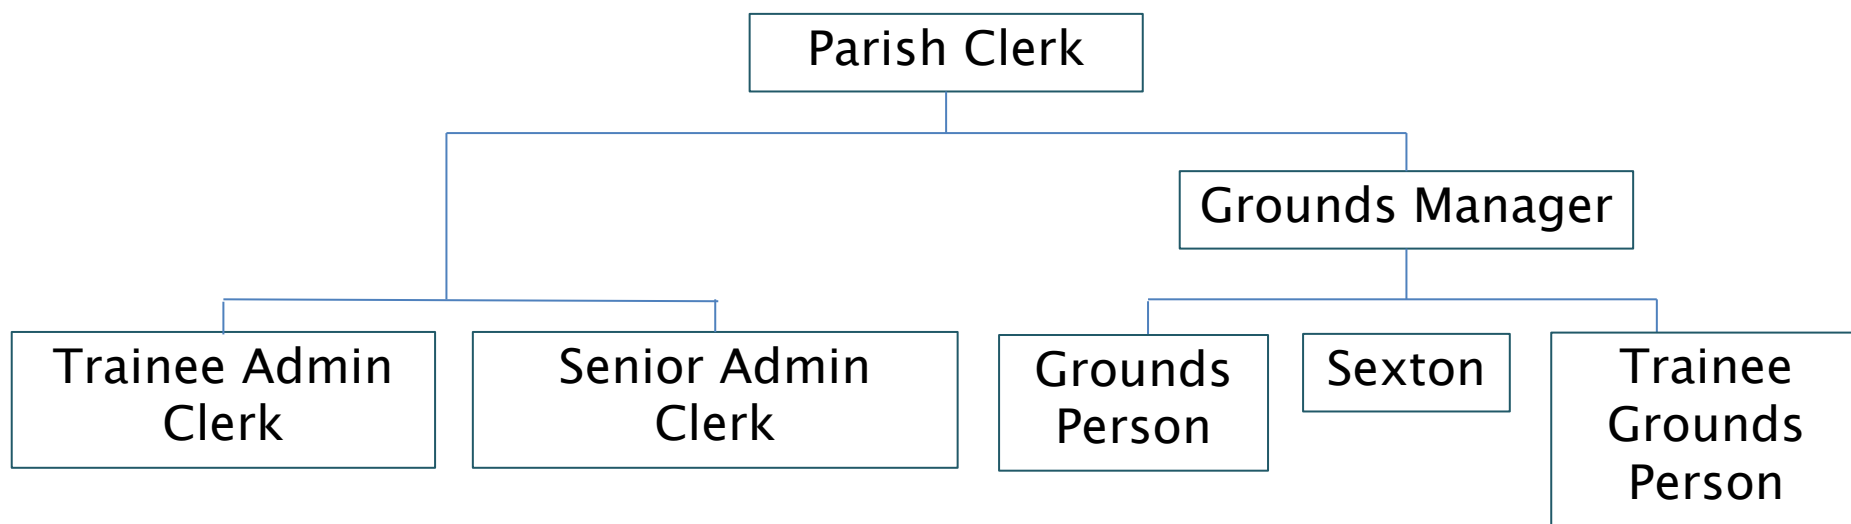 Parish Clerk
Grounds Manager
Trainee Admin
Clerk
Senior Admin
Clerk
Grounds
Person
Sexton
Trainee
Grounds
Person